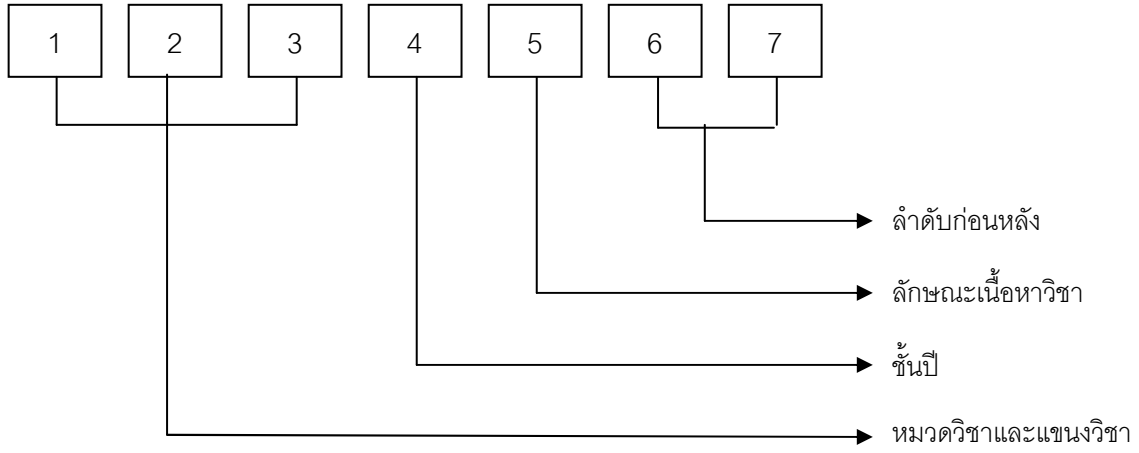 1 2 3 4 5 6 7
ลำดับก่อนหลัง
ลักษณะเนื้อหาวิชา
ชั้นปี
หมวดวิชาและแขนงวิชา